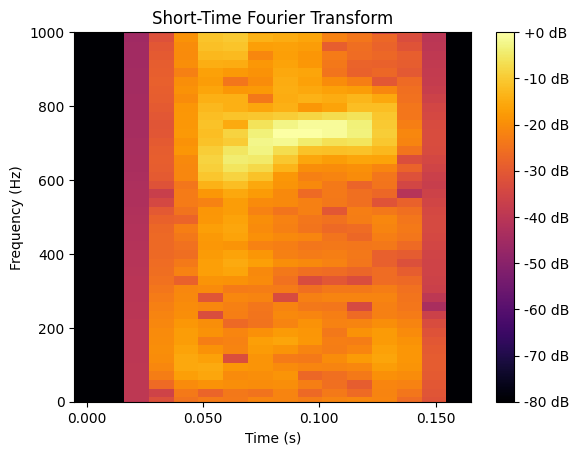 Short-Time Fourier Transform
1000
800
600
400
200
0
Frequency (Hz)
0.000
0.050
0.100
0.150
Time (s)
+0 dB
-10 dB
-20 dB
-30 dB
-40 dB
-50 dB
-60 dB
-70 dB
-80 dB